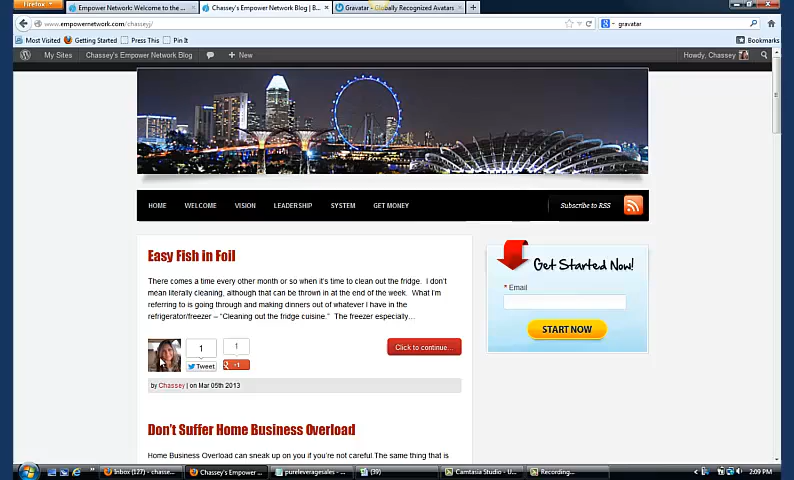 Firefox
Empower Network: Welcome to the ...
Chassey's Empower Network Blog | B...
Gravatar - Globally Recognized Avatars
www.empowernetwork.com/chasseyj/
gravatar
Most Visited Getting Started Press This Pin It
Bookmarks
My Sites Chassey's Empower Network Blog + New
Howdy, Chassey
HOME WELCOME VISION LEADERSHIP SYSTEM GET MONEY
Subscribe to RSS
Easy Fish in Foil
There comes a time every other month or so when it's time to clean out the fridge. I don't
mean literally cleaning, although that can be thrown in at the end of the week. What I'm
referring to is going through and making dinners out of whatever I have in the
refrigerator/freezer – "Cleaning out the fridge cuisine." The freezer especially…
1
Tweet
1
+1
Click to continue...
by Chassey | on Mar 05th 2013
Get Started Now!
* Email
START NOW
Don't Suffer Home Business Overload
Home Business Overload can sneak up on you if you're not careful.The same thing that is
Inbox (127) - chasse...
Chassey's Empower ...
pureleveragesales - ...
(39)
Camtasia Studio - U...
Recording...
2:09 PM